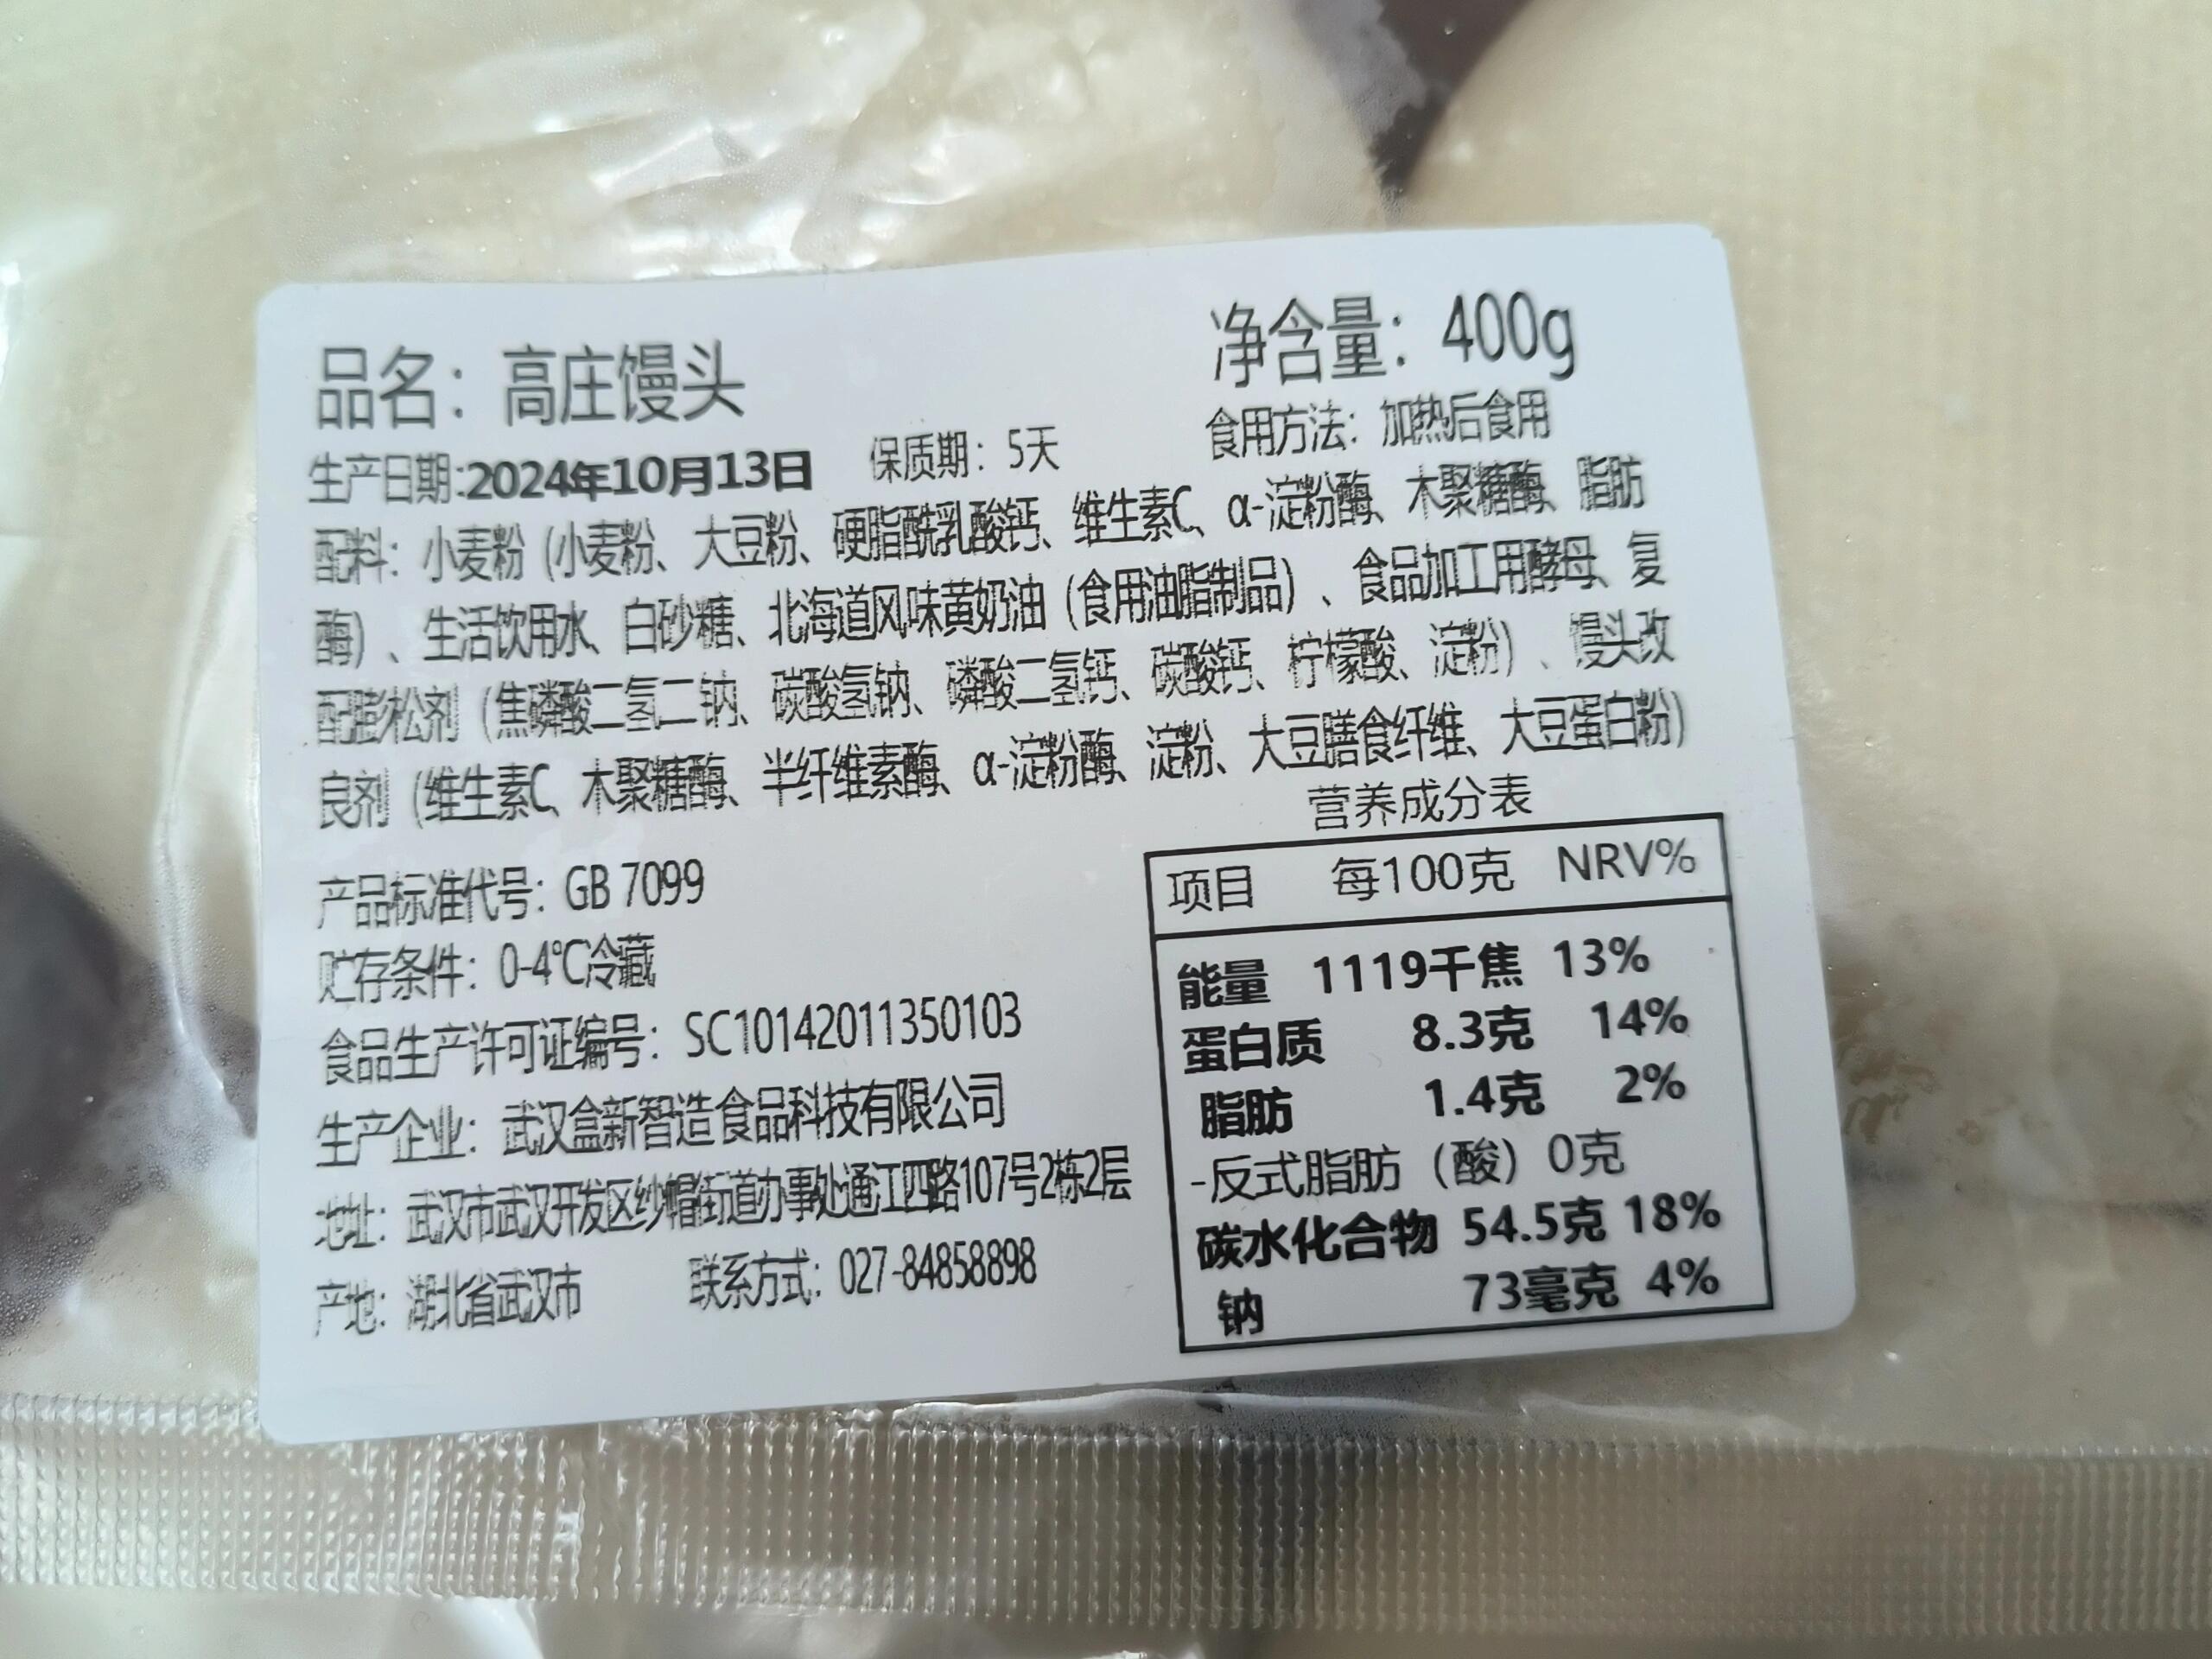 品名：高庄馒头
净含量：400g
生产日期:2024年10月13日 保质期：5天 食用方法：加热后食用
配料：小麦粉（小麦粉、大豆粉、硬脂酰乳酸钙、维生素C、α-淀粉酶、木聚糖酶、脂肪
酶）、生活饮用水、白砂糖、北海道风味黄奶油（食用油脂制品）、食品加工用酵母、复
配膨松剂（焦磷酸二氢二钠、碳酸氢钠、磷酸二氢钙、碳酸钙、柠檬酸、淀粉）、馒头改
良剂（维生素C、木聚糖酶、半纤维素酶、α-淀粉酶、淀粉、大豆膳食纤维、大豆蛋白粉）
产品标准代号：GB 7099
贮存条件：0-4℃冷藏
食品生产许可证编号：SC10142011350103
生产企业：武汉盒新智造食品科技有限公司
地址：武汉市武汉开发区纱帽街道办事处通江四路107号2栋2层
产地：湖北省武汉市 联系方式：027-84858898
营养成分表
项目 每100克 NRV%
能量 1119千焦 13%
蛋白质 8.3克 14%
脂肪 1.4克 2%
-反式脂肪（酸）0克
碳水化合物 54.5克 18%
钠 73毫克 4%